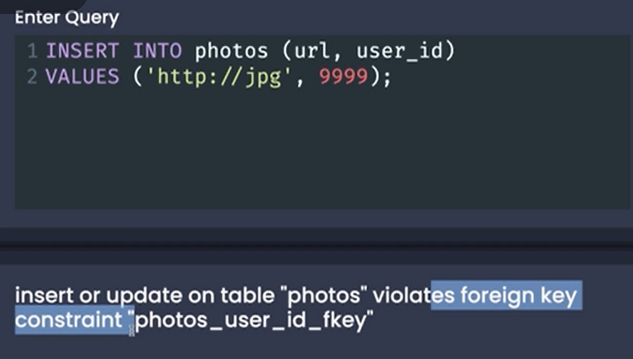 Enter Query
1 INSERT INTO photos (url, user_id)
2 VALUES ('http://jpg', 9999);
insert or update on table "photos" violates foreign key
constraint "photos_user_id_fkey"